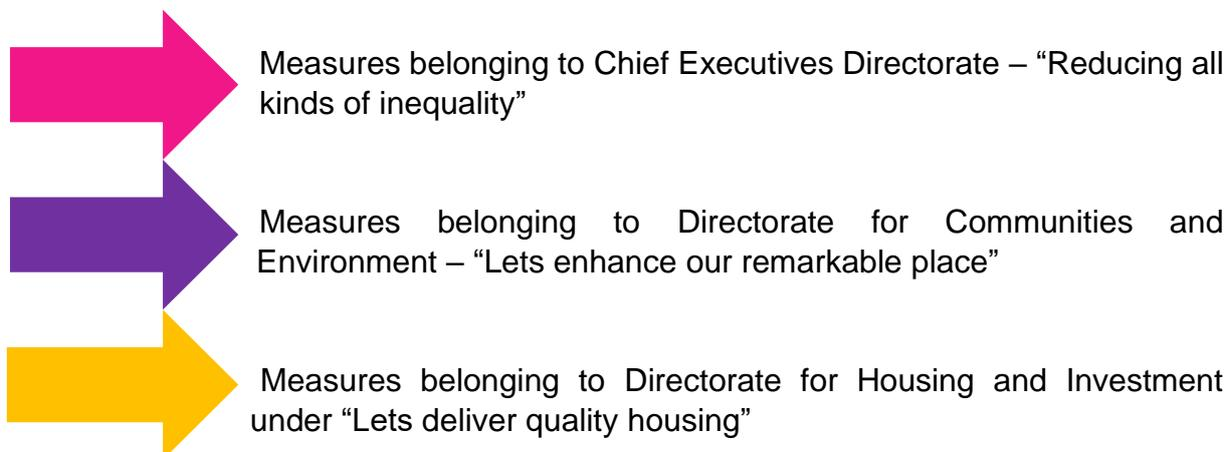 Measures belonging to Chief Executives Directorate – “Reducing all
kinds of inequality”
Measures belonging to Directorate for Communities and
Environment – “Lets enhance our remarkable place”
Measures belonging to Directorate for Housing and Investment
under “Lets deliver quality housing”